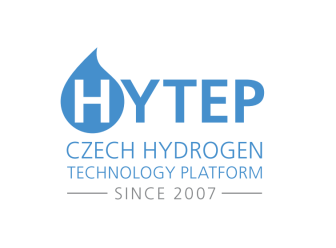 HYTEP
CZECH HYDROGEN
TECHNOLOGY PLATFORM
SINCE 2007